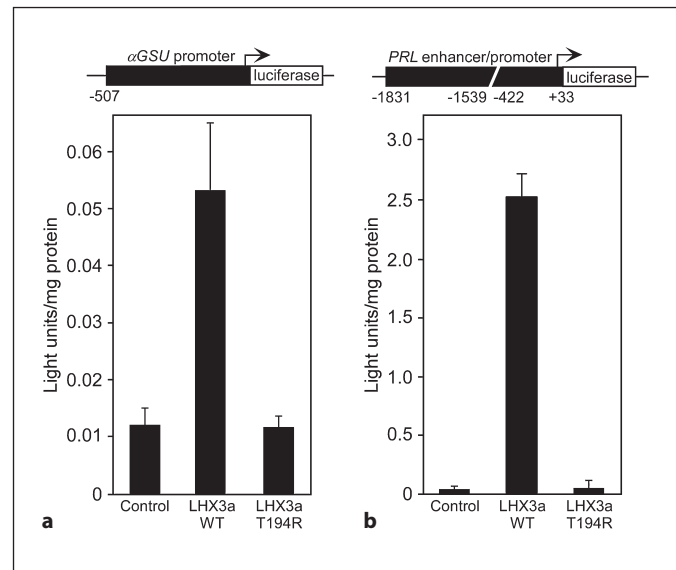 αGSU promoter
luciferase
-507
Light units/mg protein
0.06
0.05
0.04
0.03
0.02
0.01
0
Control
LHX3a
WT
LHX3a
T194R
a
PRL enhancer/promoter
luciferase
-1831 -1539 -422 +33
Light units/mg protein
3.0
2.5
2.0
1.5
1.0
0.5
0
Control
LHX3a
WT
LHX3a
T194R
b